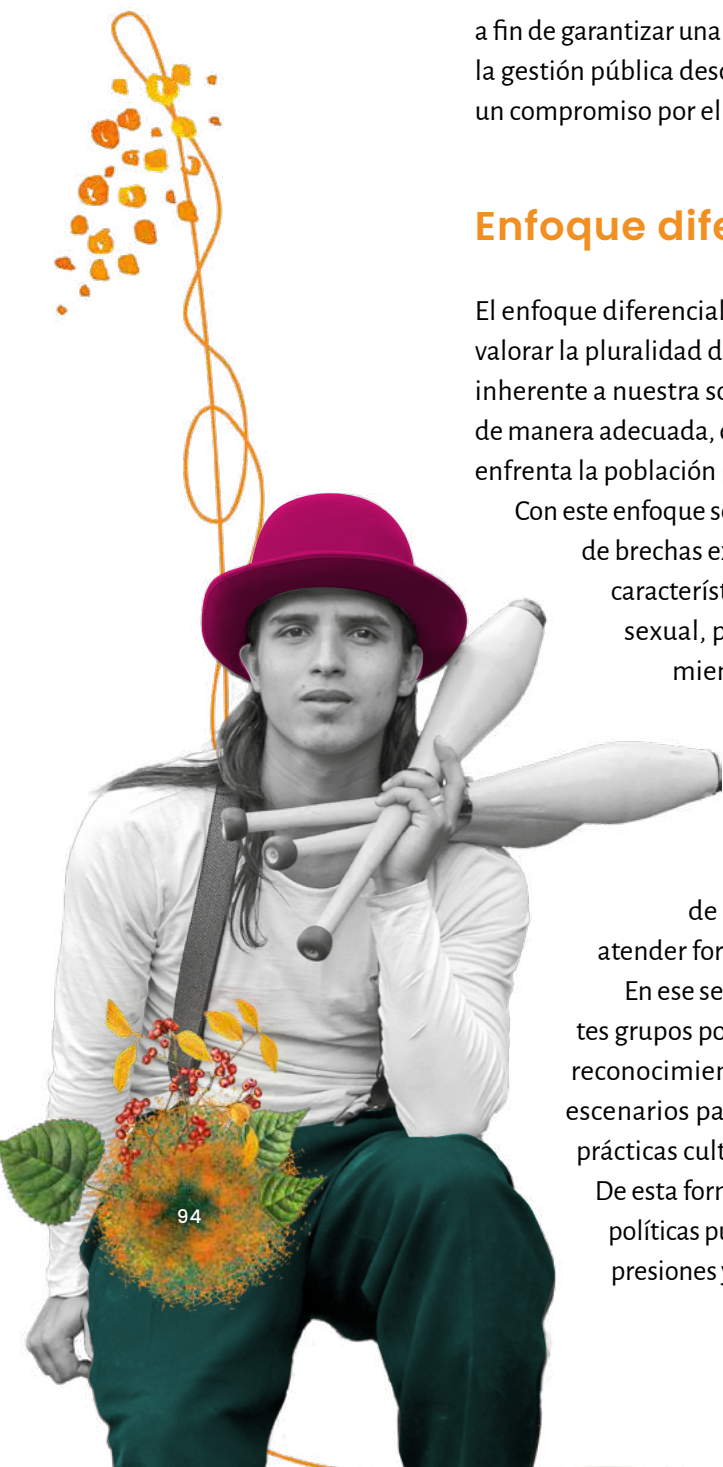 a fin de garantizar una
la gestión pública desc
un compromiso por el
Enfoque dife
El enfoque diferencial
valorar la pluralidad d
inherente a nuestra so
de manera adecuada,
enfrenta la población
Con este enfoque se
de brechas ex
característ
sexual, p
mien
de
atender for
En ese se
tes grupos po
reconocimien
escenarios pa
prácticas cult
De esta forn
políticas pu
presiones y
94